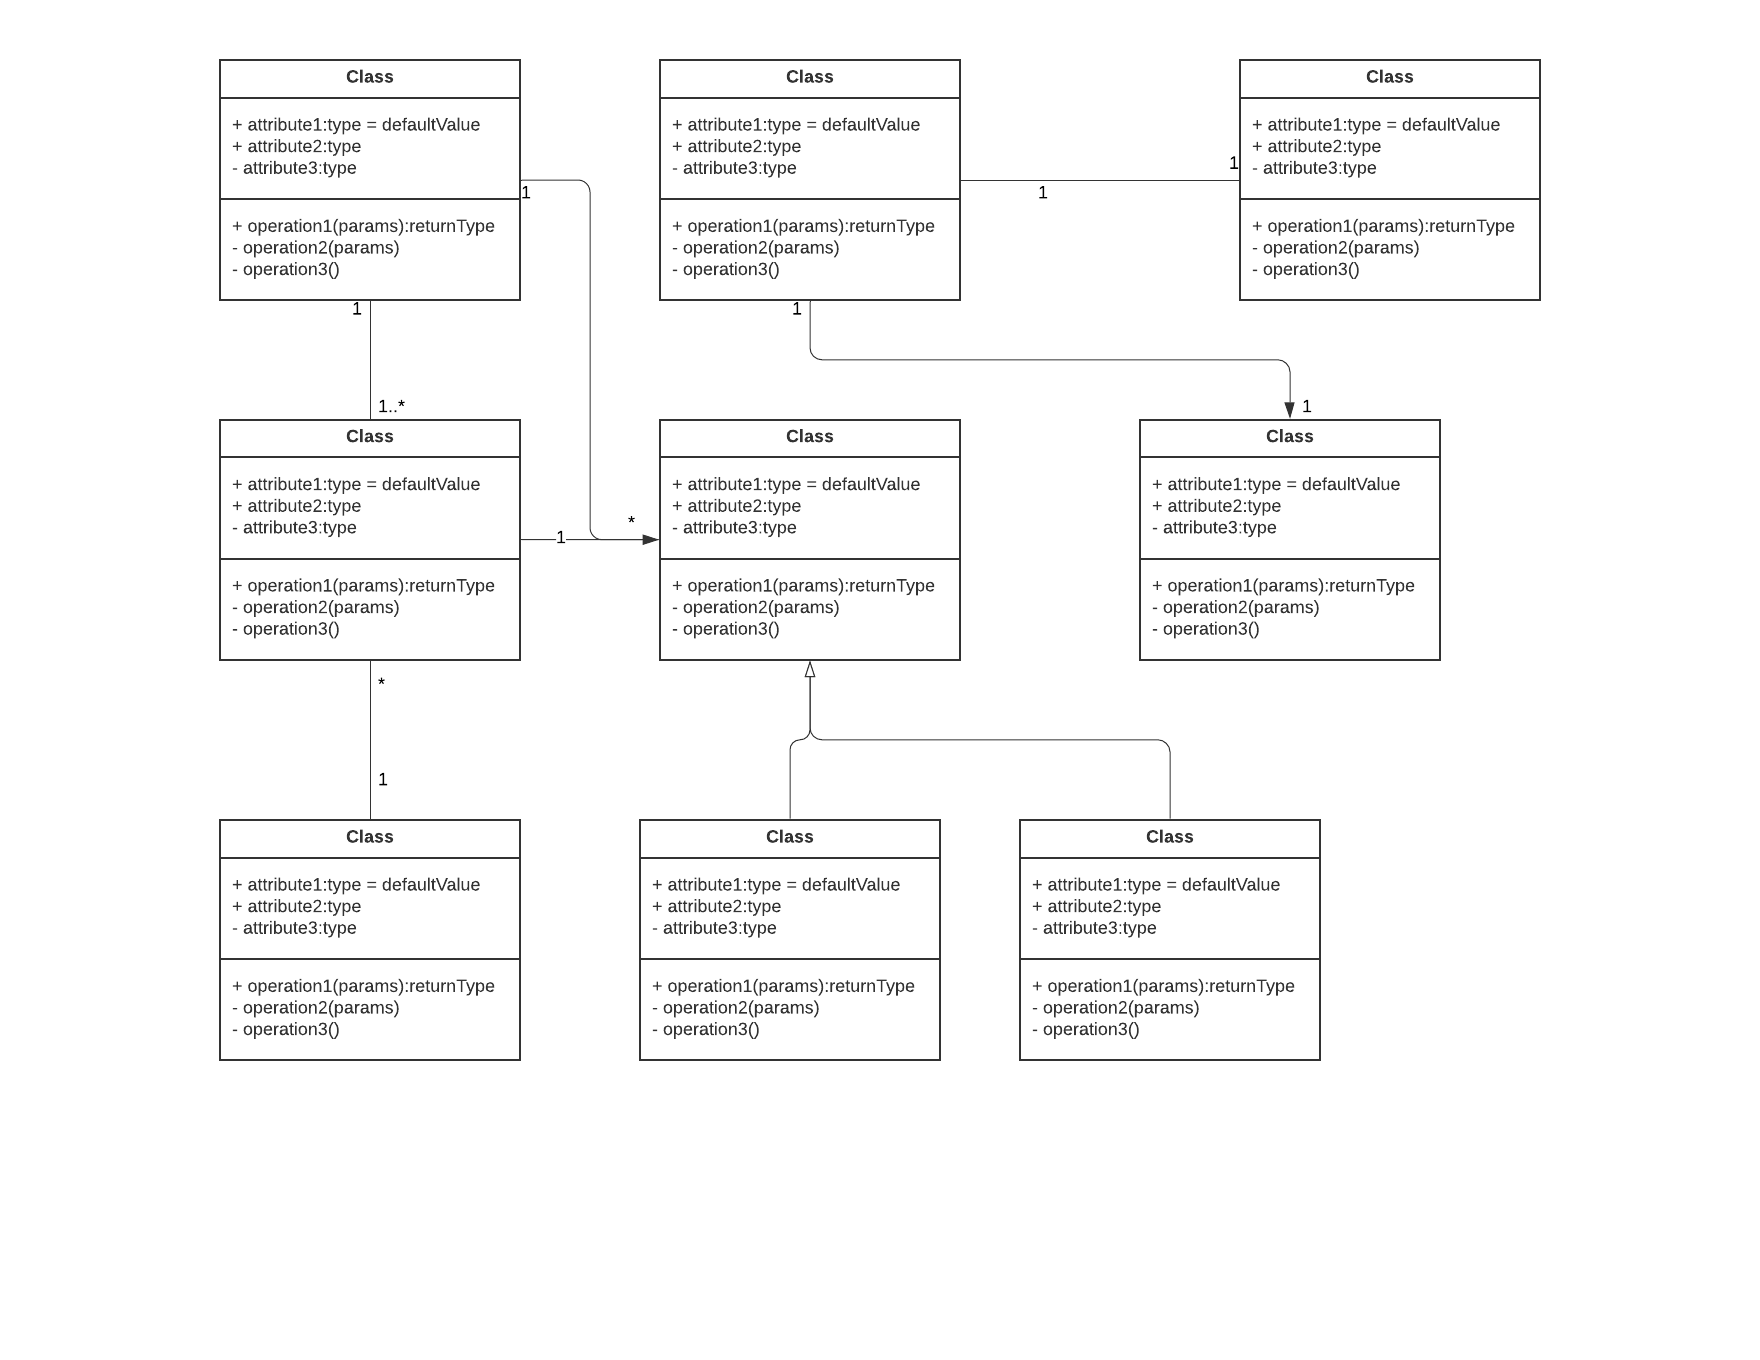 Class
+ attribute1:type = defaultValue
+ attribute2:type
- attribute3:type
+ operation1(params):returnType
- operation2(params)
- operation3()
Class
+ attribute1:type = defaultValue
+ attribute2:type
- attribute3:type
+ operation1(params):returnType
- operation2(params)
- operation3()
Class
+ attribute1:type = defaultValue
+ attribute2:type
- attribute3:type
+ operation1(params):returnType
- operation2(params)
- operation3()
1
1
1
1
1
1..*
1
Class
+ attribute1:type = defaultValue
+ attribute2:type
- attribute3:type
+ operation1(params):returnType
- operation2(params)
- operation3()
1
*
Class
+ attribute1:type = defaultValue
+ attribute2:type
- attribute3:type
+ operation1(params):returnType
- operation2(params)
- operation3()
Class
+ attribute1:type = defaultValue
+ attribute2:type
- attribute3:type
+ operation1(params):returnType
- operation2(params)
- operation3()
*
1
Class
+ attribute1:type = defaultValue
+ attribute2:type
- attribute3:type
+ operation1(params):returnType
- operation2(params)
- operation3()
Class
+ attribute1:type = defaultValue
+ attribute2:type
- attribute3:type
+ operation1(params):returnType
- operation2(params)
- operation3()
Class
+ attribute1:type = defaultValue
+ attribute2:type
- attribute3:type
+ operation1(params):returnType
- operation2(params)
- operation3()